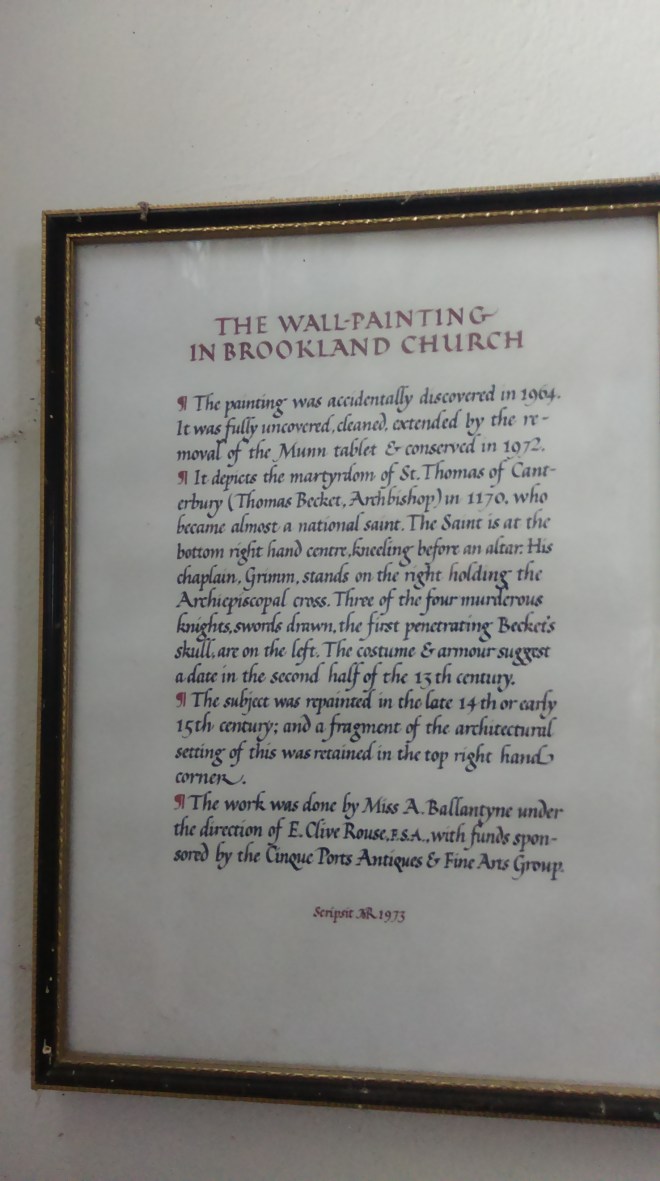 THE WALL-PAINTING
IN BROOKLAND CHURCH
¶ The painting was accidentally discovered in 1964.
It was fully uncovered, cleaned, extended by the re-
moval of the Munn tablet & conserved in 1972.
¶ It depicts the martyrdom of St. Thomas of Cant-
erbury (Thomas Becket, Archbishop) in 1170, who
became almost a national saint. The Saint is at the
bottom right hand centre, kneeling before an altar. His
chaplain, Grimm, stands on the right holding the
Archiepiscopal cross. Three of the four murderous
knights, swords drawn, the first penetrating Becket's
skull, are on the left. The costume & armour suggest
a date in the second half of the 13th century.
¶ The subject was repainted in the late 14th or early
15th century; and a fragment of the architectural
setting of this was retained in the top right hand
corner.
¶ The work was done by Miss A. Ballantyne under
the direction of E. Clive Rouse, F.S.A., with funds spon-
sored by the Cinque Ports Antiques & Fine Arts Group.
Scripsit 1973